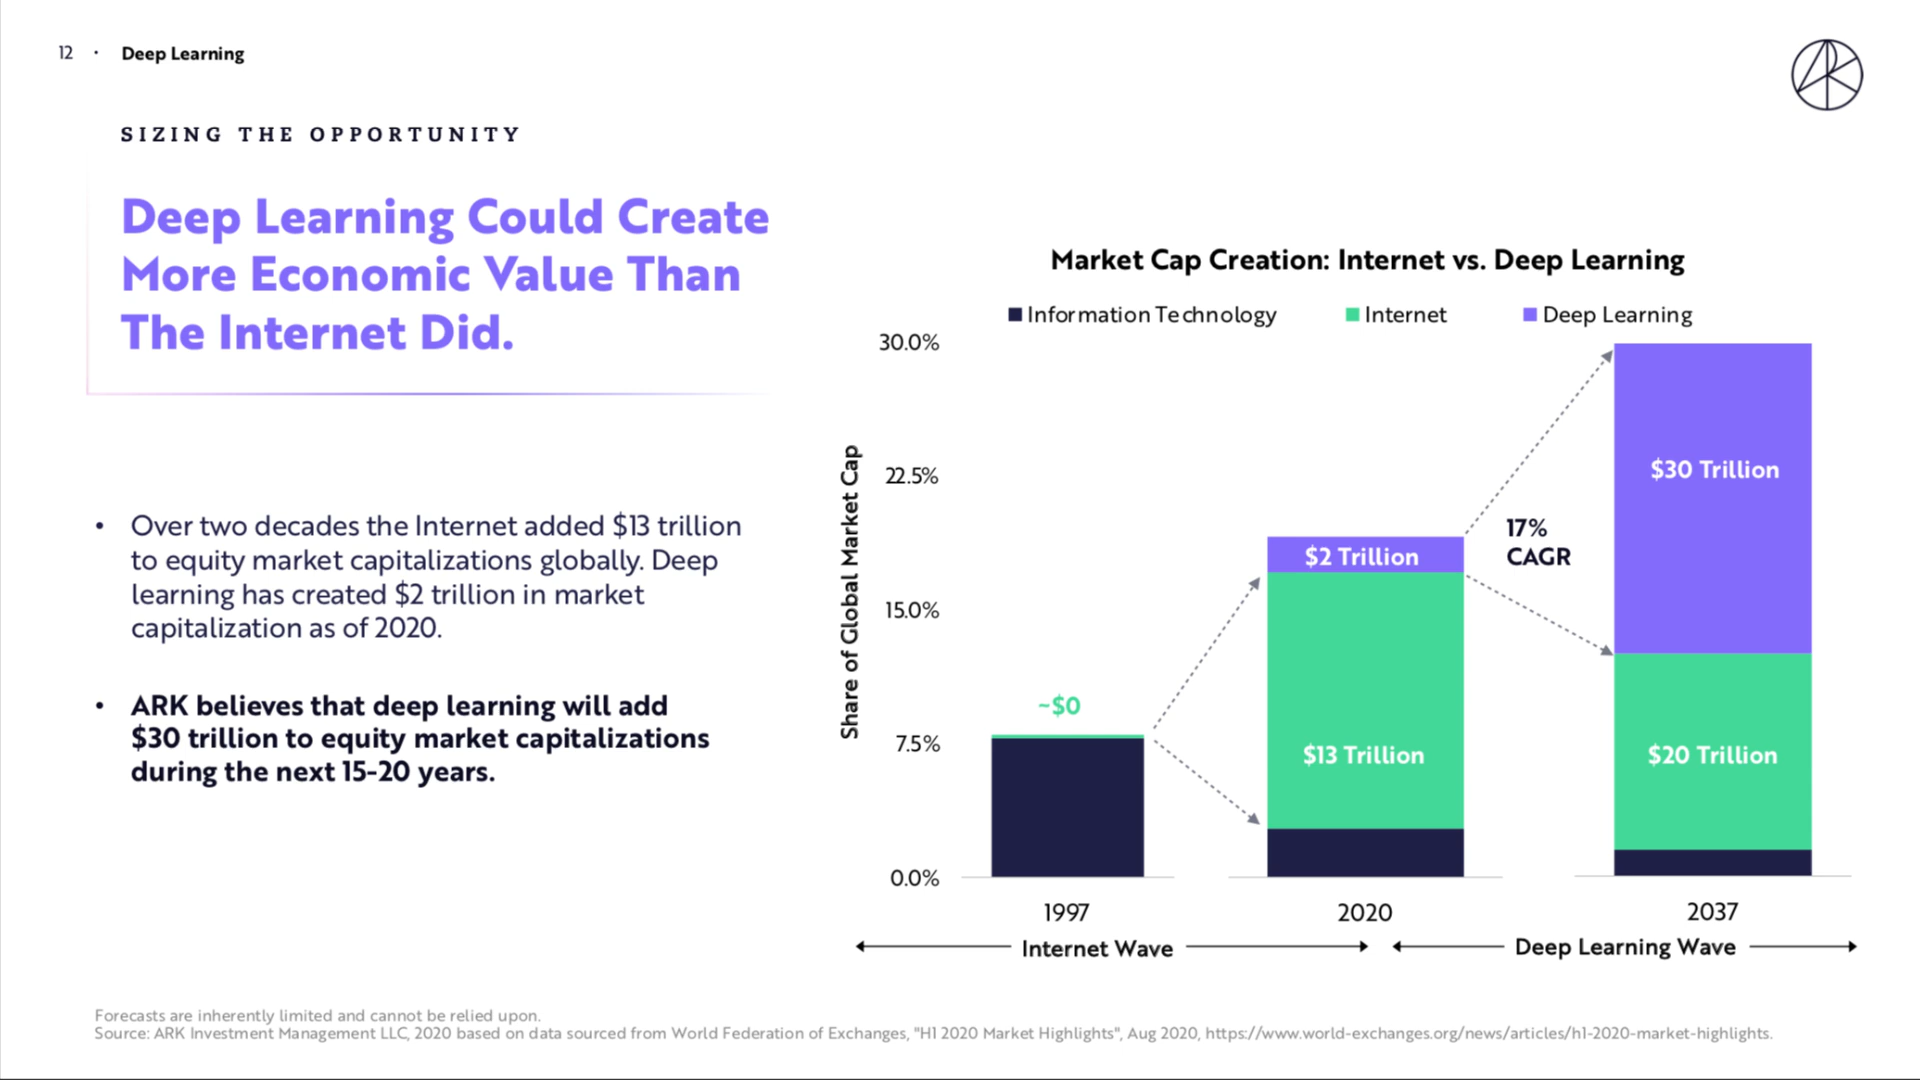 12 · Deep Learning
SIZING THE OPPORTUNITY
Deep Learning Could Create
More Economic Value Than
The Internet Did.
• Over two decades the Internet added $13 trillion
to equity market capitalizations globally. Deep
learning has created $2 trillion in market
capitalization as of 2020.
• ARK believes that deep learning will add
$30 trillion to equity market capitalizations
during the next 15-20 years.
Market Cap Creation: Internet vs. Deep Learning
Information Technology Internet Deep Learning
Share of Global Market Cap
30.0%
22.5%
15.0%
7.5%
0.0%
~$0
$2 Trillion
$13 Trillion
17%
CAGR
$30 Trillion
$20 Trillion
1997 2020 2037
Internet Wave Deep Learning Wave
Forecasts are inherently limited and cannot be relied upon.
Source: ARK Investment Management LLC, 2020 based on data sourced from World Federation of Exchanges, "H1 2020 Market Highlights", Aug 2020, https://www.world-exchanges.org/news/articles/h1-2020-market-highlights.